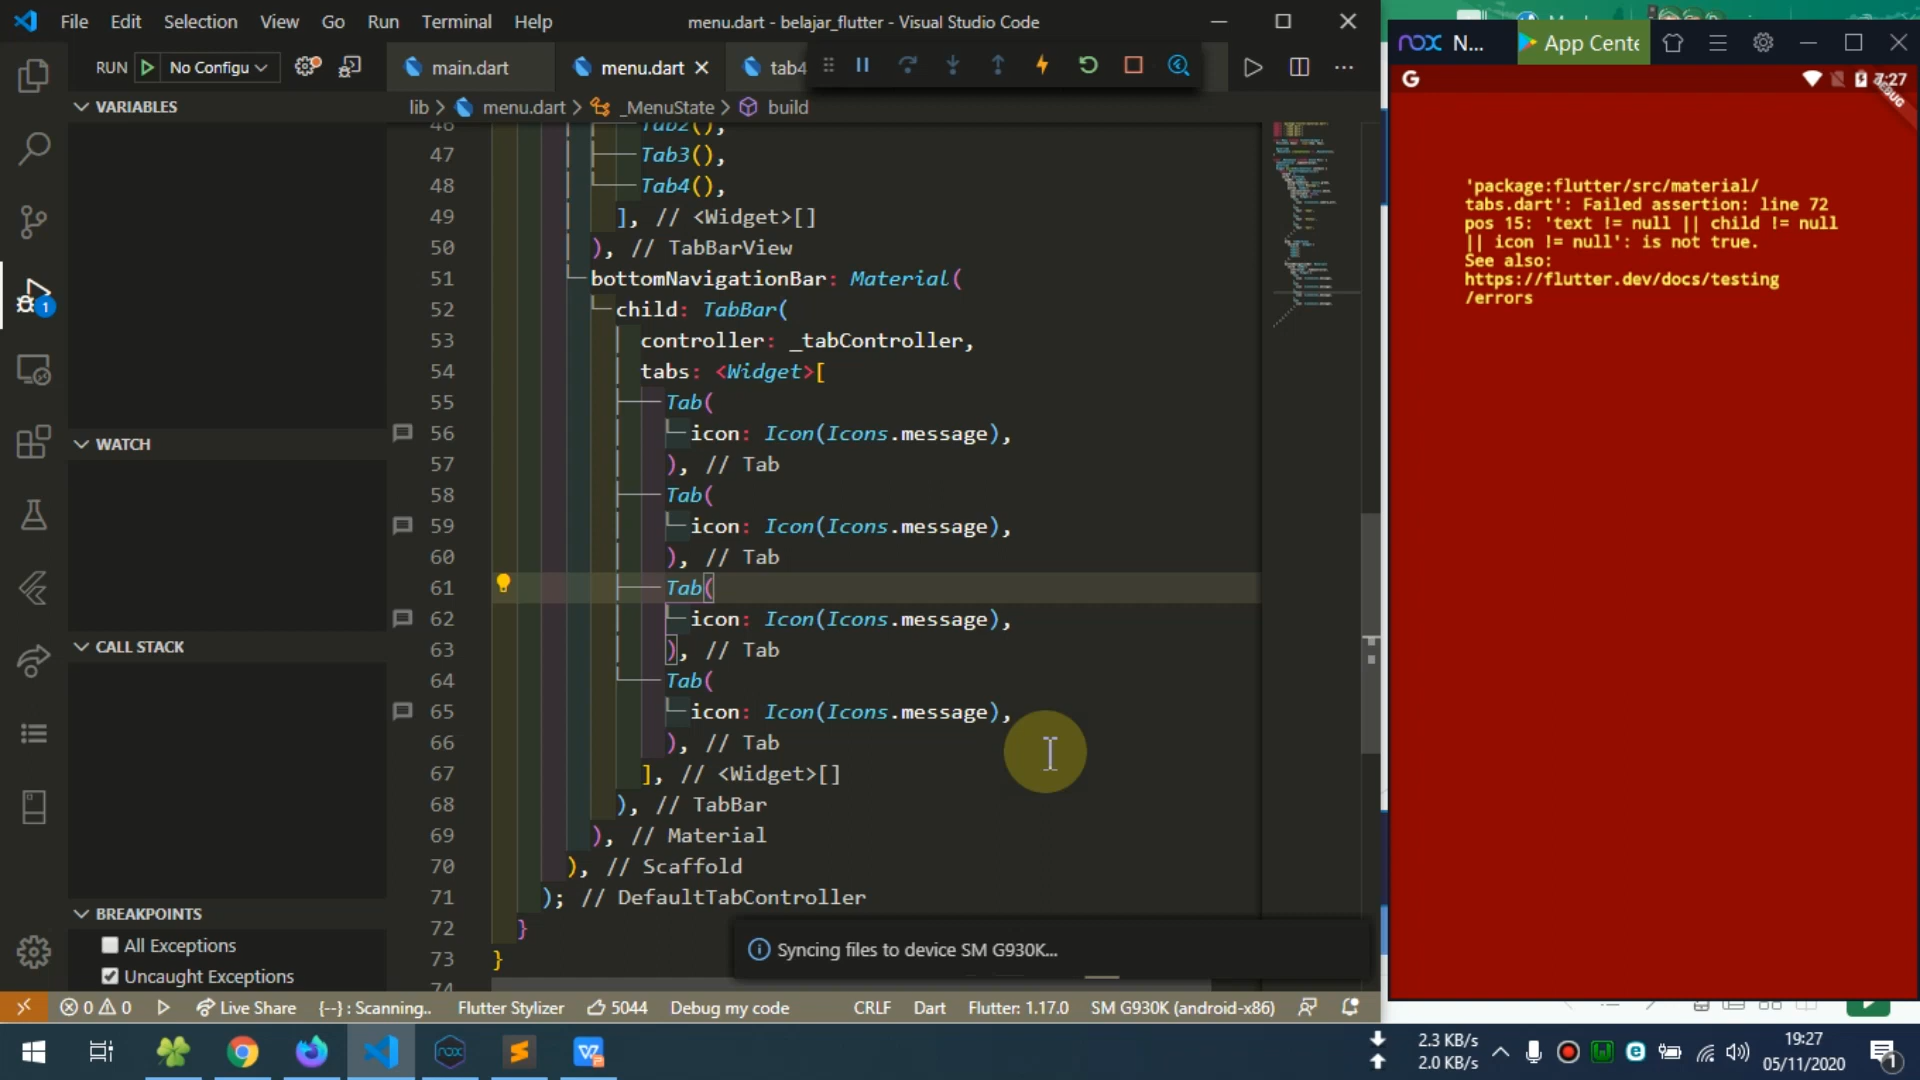 File Edit Selection View Go Run Terminal Help
menu.dart - belajar_flutter - Visual Studio Code
RUN No Configu
main.dart
menu.dart
tab4
lib > menu.dart > _MenuState > build
VARIABLES
WATCH
CALL STACK
BREAKPOINTS
All Exceptions
Uncaught Exceptions
1
46 Tab2(),
47 Tab3(),
48 Tab4(),
49 ], // <Widget>[]
50 ), // TabBarView
51 bottomNavigationBar: Material(
52 child: TabBar(
53 controller: _tabController,
54 tabs: <Widget>[
55 Tab(
56 icon: Icon(Icons.message),
57 ), // Tab
58 Tab(
59 icon: Icon(Icons.message),
60 ), // Tab
61 Tab(
62 icon: Icon(Icons.message),
63 ), // Tab
64 Tab(
65 icon: Icon(Icons.message),
66 ), // Tab
67 ], // <Widget>[]
68 ), // TabBar
69 ), // Material
70 ), // Scaffold
71 ); // DefaultTabController
72 }
73 }
74
Syncing files to device SM G930K...
0 0 Live Share {--} : Scanning.. Flutter Stylizer 5044 Debug my code CRLF Dart Flutter: 1.17.0 SM G930K (android-x86)
nox N... App Cente
G
7:27
DEBUG
'package:flutter/src/material/
tabs.dart': Failed assertion: line 72
pos 15: 'text != null || child != null
|| icon != null': is not true.
See also:
https://flutter.dev/docs/testing
/errors
nox
2.3 KB/s
2.0 KB/s
19:27
05/11/2020
1